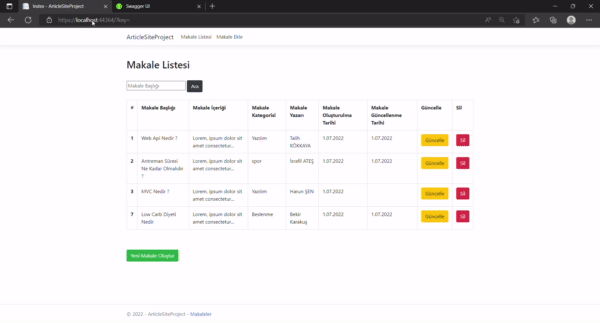 Index - ArticleSiteProject
Swagger UI
https://localhost:44364/?key=
ArticleSiteProject Makale Listesi Makale Ekle
Makale Listesi
Makale Başlığı Ara
# Makale Başlığı Makale İçeriği Makale Kategorisi Makale Yazarı Makale Oluşturulma Tarihi Makale Güncellenme Tarihi Güncelle Sil
1 Web Api Nedir ? Lorem, ipsum dolor sit amet consectetur... Yazılım Talih KÖKKAYA 1.07.2022 1.07.2022 Güncelle Sil
2 Antreman Süresi Ne Kadar Olmalıdır ? Lorem, ipsum dolor sit amet consectetur... spor İsrafil ATEŞ 1.07.2022 1.07.2022 Güncelle Sil
3 MVC Nedir ? Lorem, ipsum dolor sit amet consectetur... Yazılım Harun ŞEN 1.07.2022 Güncelle Sil
7 Low Carb Diyeti Nedir Lorem, ipsum dolor sit amet consectetur... Beslenme Bekir Karakuş 1.07.2022 1.07.2022 Güncelle Sil
Yeni Makale Oluştur
© 2022 - ArticleSiteProject - Makaleler